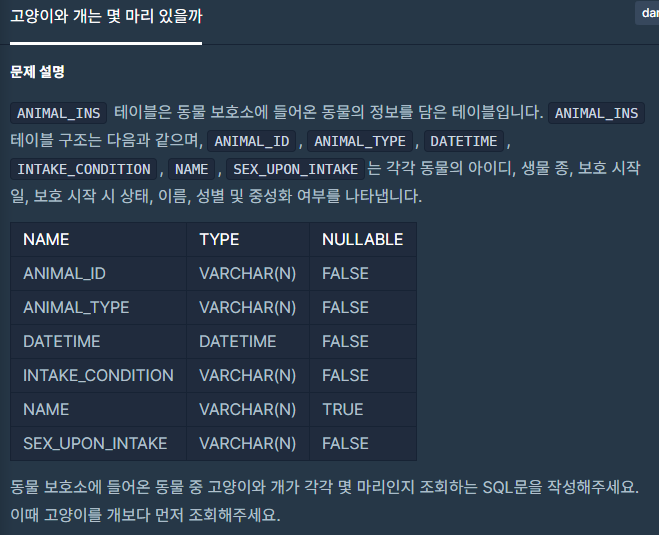 고양이와 개는 몇 마리 있을까
문제 설명
ANIMAL_INS 테이블은 동물 보호소에 들어온 동물의 정보를 담은 테이블입니다. ANIMAL_INS
테이블 구조는 다음과 같으며, ANIMAL_ID , ANIMAL_TYPE , DATETIME ,
INTAKE_CONDITION , NAME , SEX_UPON_INTAKE 는 각각 동물의 아이디, 생물 종, 보호 시작
일, 보호 시작 시 상태, 이름, 성별 및 중성화 여부를 나타냅니다.
NAME TYPE NULLABLE
ANIMAL_ID VARCHAR(N) FALSE
ANIMAL_TYPE VARCHAR(N) FALSE
DATETIME DATETIME FALSE
INTAKE_CONDITION VARCHAR(N) FALSE
NAME VARCHAR(N) TRUE
SEX_UPON_INTAKE VARCHAR(N) FALSE
동물 보호소에 들어온 동물 중 고양이와 개가 각각 몇 마리인지 조회하는 SQL문을 작성해주세요.
이때 고양이를 개보다 먼저 조회해주세요.